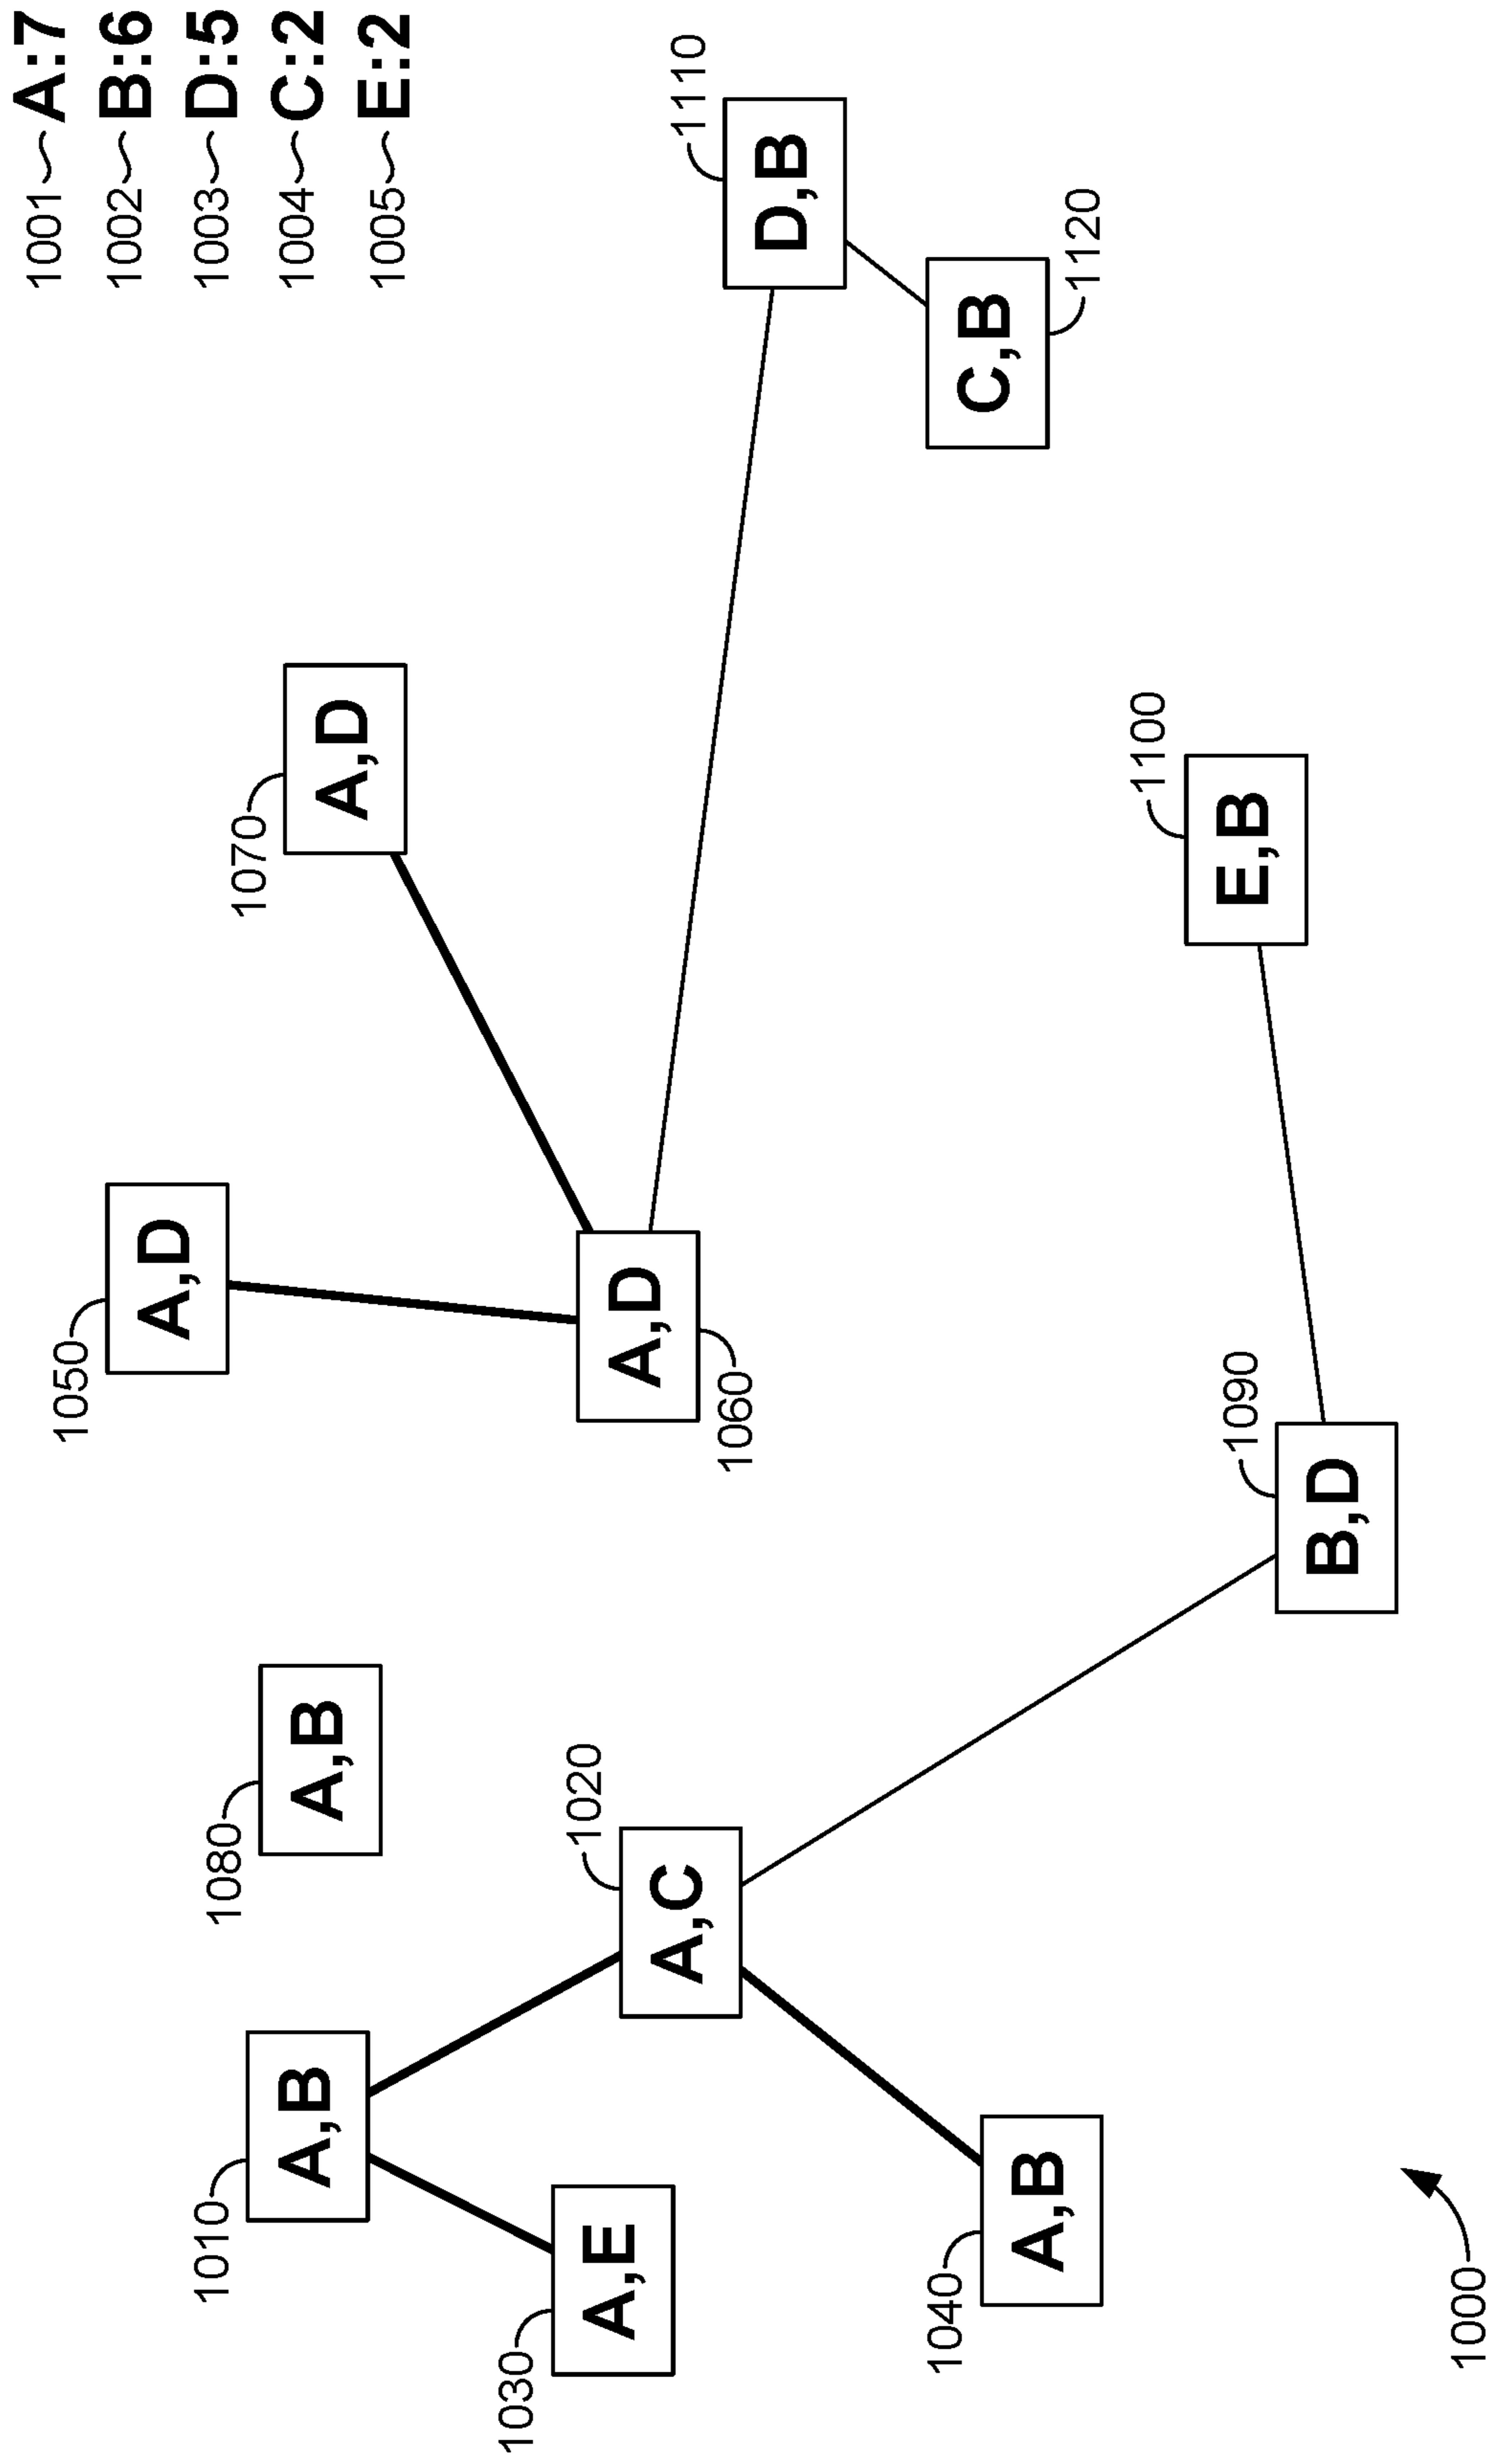 1001 A:7
1002 B:6
1003 D:5
1004 C:2
1005 E:2
1050
A,D
1010
A,B
1080
A,B
1070
A,D
1030
A,E
1020
A,C
A,D
1060
1110
D,B
C,B
1120
1040
A,B
1100
E,B
1090
B,D
1000